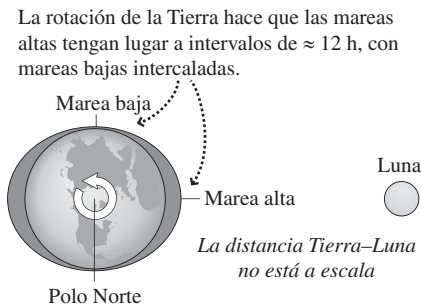 La rotación de la Tierra hace que las mareas
altas tengan lugar a intervalos de ≈ 12 h, con
mareas bajas intercaladas.
Marea baja
Luna
Marea alta
La distancia Tierra–Luna
no está a escala
Polo Norte